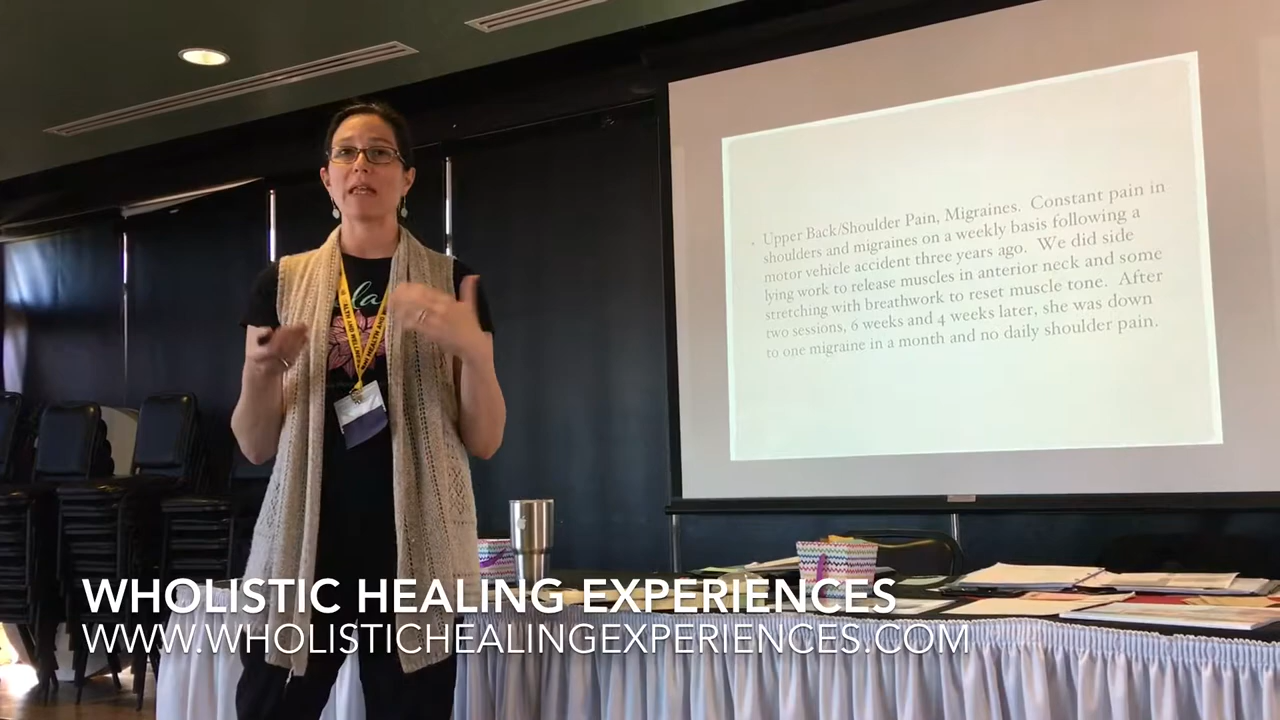 Upper Back/Shoulder Pain, Migraines. Constant pain in
shoulders and migraines on a weekly basis following a
motor vehicle accident three years ago. We did side
lying work to release muscles in anterior neck and some
stretching with breathwork to reset muscle tone. After
two sessions, 6 weeks and 4 weeks later, she was down
to one migraine in a month and no daily shoulder pain.
WHOLISTIC HEALING EXPERIENCES
WWW.WHOLISTICHEALINGEXPERIENCES.COM